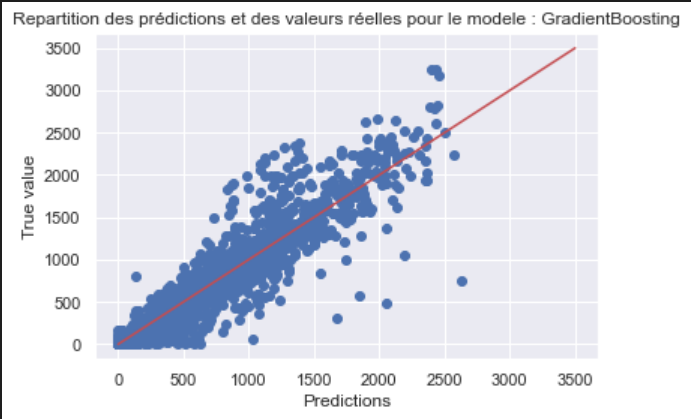 Repartition des prédictions et des valeurs réelles pour le modele : GradientBoosting
3500
3000
2500
2000
1500
1000
500
0
True value
0 500 1000 1500 2000 2500 3000 3500
Predictions